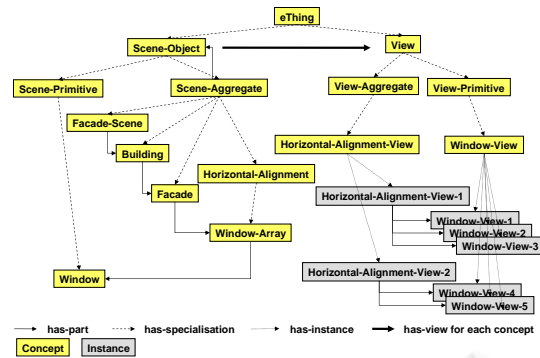 eThing
Scene-Object
View
Scene-Primitive
Scene-Aggregate
View-Aggregate
View-Primitive
Facade-Scene
Building
Horizontal-Alignment-View
Window-View
Horizontal-Alignment
Facade
Horizontal-Alignment-View-1
Window-View-1
Window-View-2
Window-Array
Window-View-3
Window
Horizontal-Alignment-View-2
Window-View-4
Window-View-5
has-part has-specialisation has-instance has-view for each concept
Concept Instance